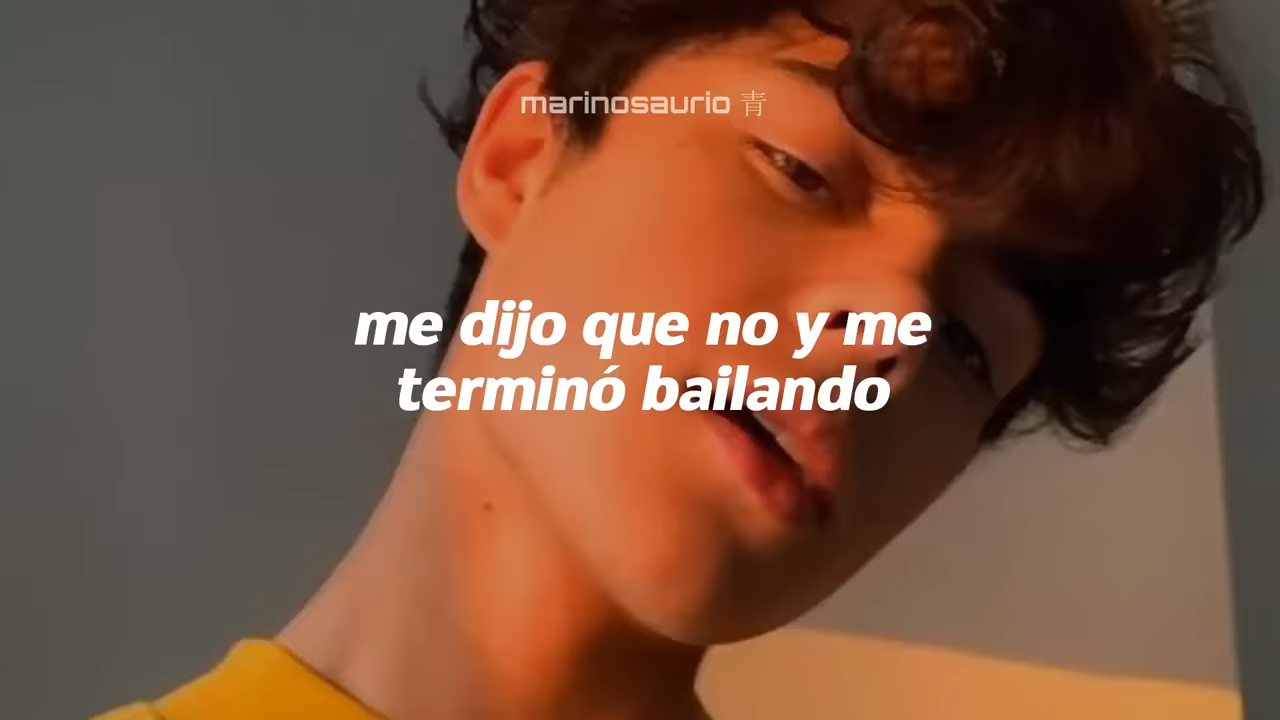 marinosaurio 青
me dijo que no y me
terminó bailando